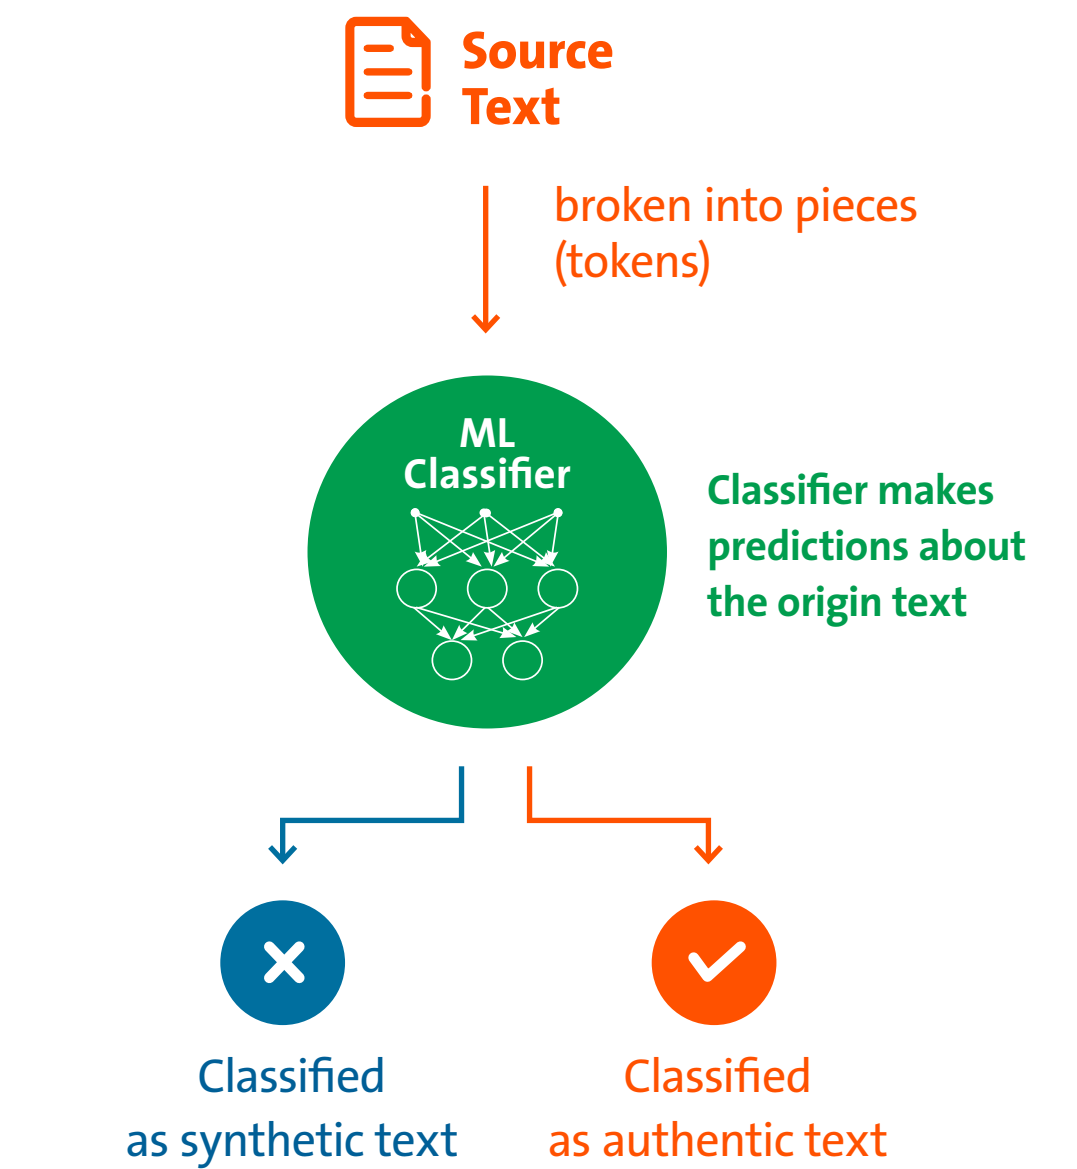 Source
Text
broken into pieces
(tokens)
ML
Classifier
Classifier makes
predictions about
the origin text
Classified
as synthetic text
Classified
as authentic text